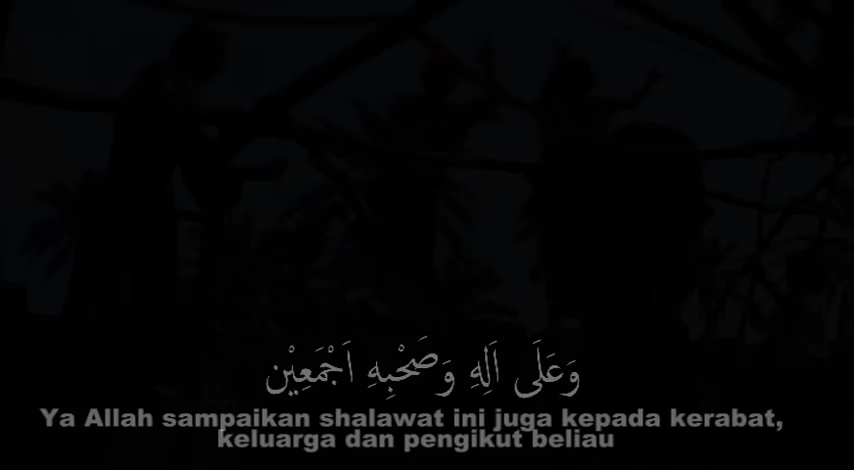 وَعَلَى اَلِهِ وَصَحْبِهِ اَجْمَعِيْن
Ya Allah sampaikan shalawat ini juga kepada kerabat,
keluarga dan pengikut beliau